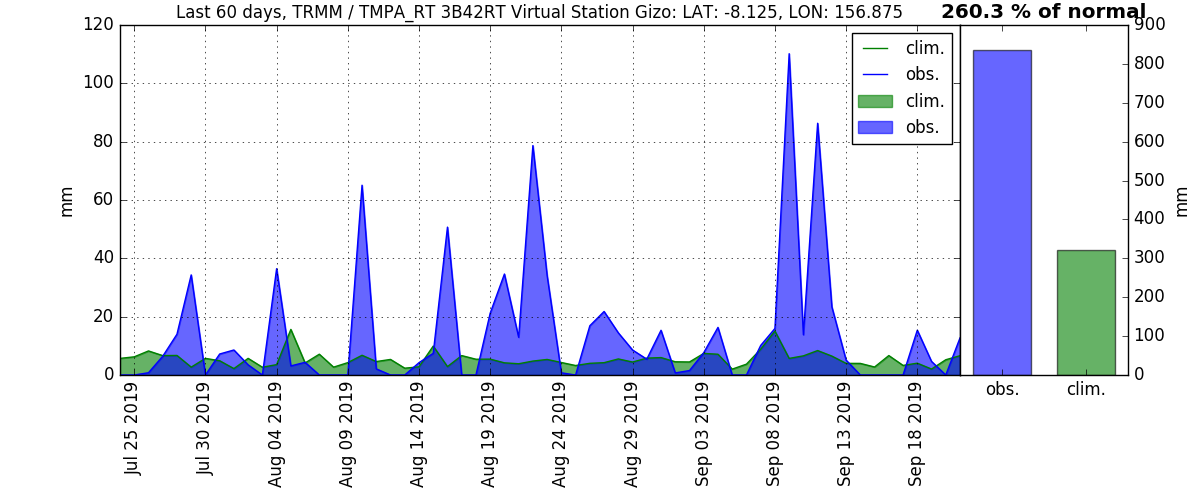 Last 60 days, TRMM / TMPA_RT 3B42RT Virtual Station Gizo: LAT: -8.125, LON: 156.875
260.3 % of normal
120
100
80
60
40
20
0
mm
clim.
obs.
clim.
obs.
900
800
700
600
500
400
300
200
100
0
mm
obs.
clim.
Jul 25 2019
Jul 30 2019
Aug 04 2019
Aug 09 2019
Aug 14 2019
Aug 19 2019
Aug 24 2019
Aug 29 2019
Sep 03 2019
Sep 08 2019
Sep 13 2019
Sep 18 2019